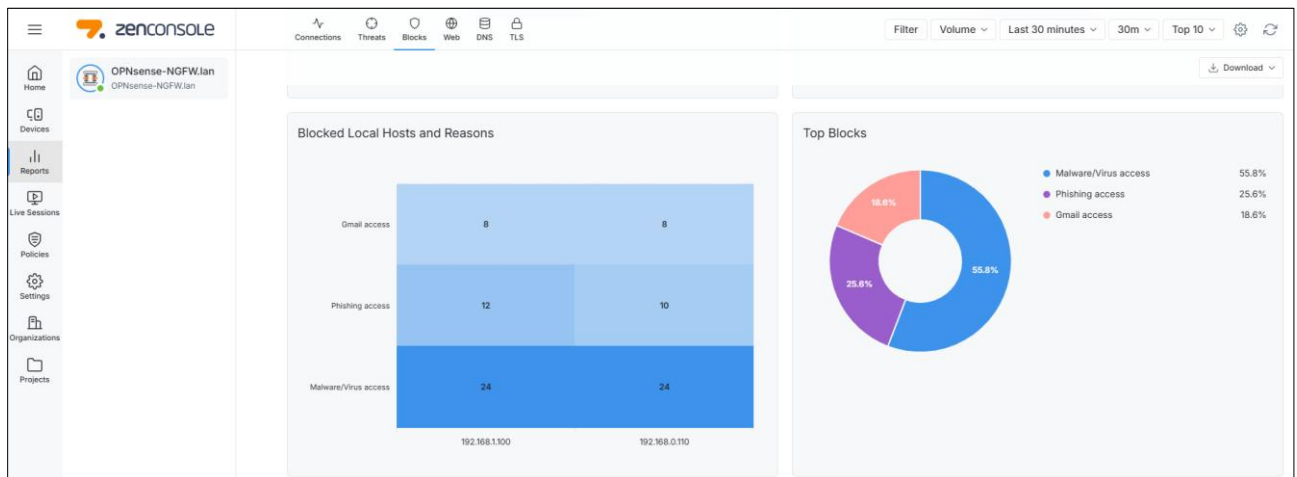 zenconsole
Connections
Threats
Blocks
Web
DNS
TLS
Filter
Volume
Last 30 minutes
30m
Top 10
Home
Devices
Reports
Live Sessions
Policies
Settings
Organizations
Projects
OPNsense-NGFW.lan
OPNsense-NGFW.lan
Download
Blocked Local Hosts and Reasons
Gmail access
8
8
Phishing access
12
10
Malware/Virus access
24
24
192.168.1.100
192.168.0.110
Top Blocks
18.6%
55.8%
25.6%
Malware/Virus access 55.8%
Phishing access 25.6%
Gmail access 18.6%